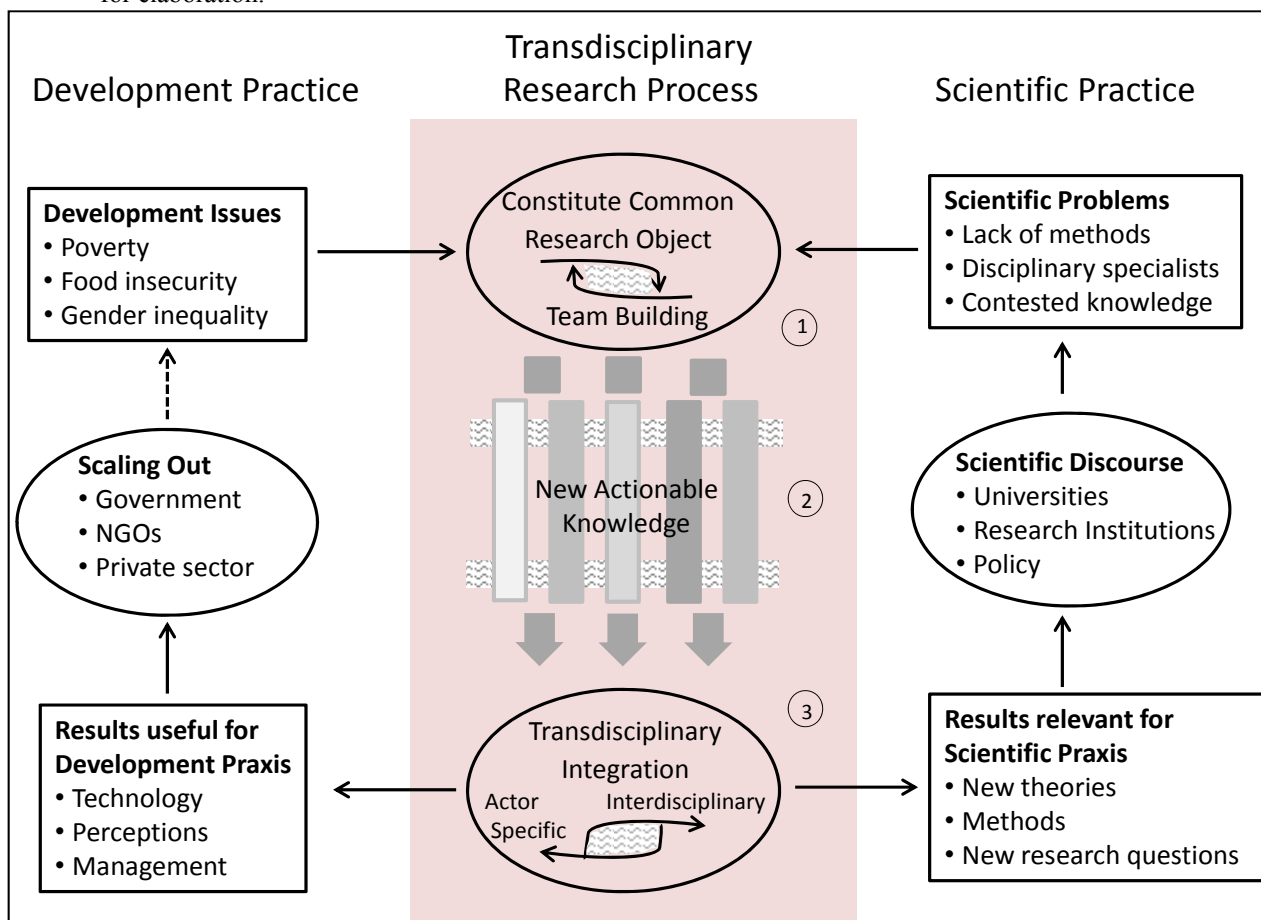 for elaboration.
Transdisciplinary
Research Process
Development Practice
Scientific Practice
Development Issues
• Poverty
• Food insecurity
• Gender inequality
Constitute Common
Research Object
Team Building
1
Scientific Problems
• Lack of methods
• Disciplinary specialists
• Contested knowledge
Scaling Out
• Government
• NGOs
• Private sector
New Actionable
Knowledge
2
Scientific Discourse
• Universities
• Research Institutions
• Policy
Results useful for
Development Praxis
• Technology
• Perceptions
• Management
3
Transdisciplinary
Integration
Actor
Specific
Interdisciplinary
Results relevant for
Scientific Praxis
• New theories
• Methods
• New research questions